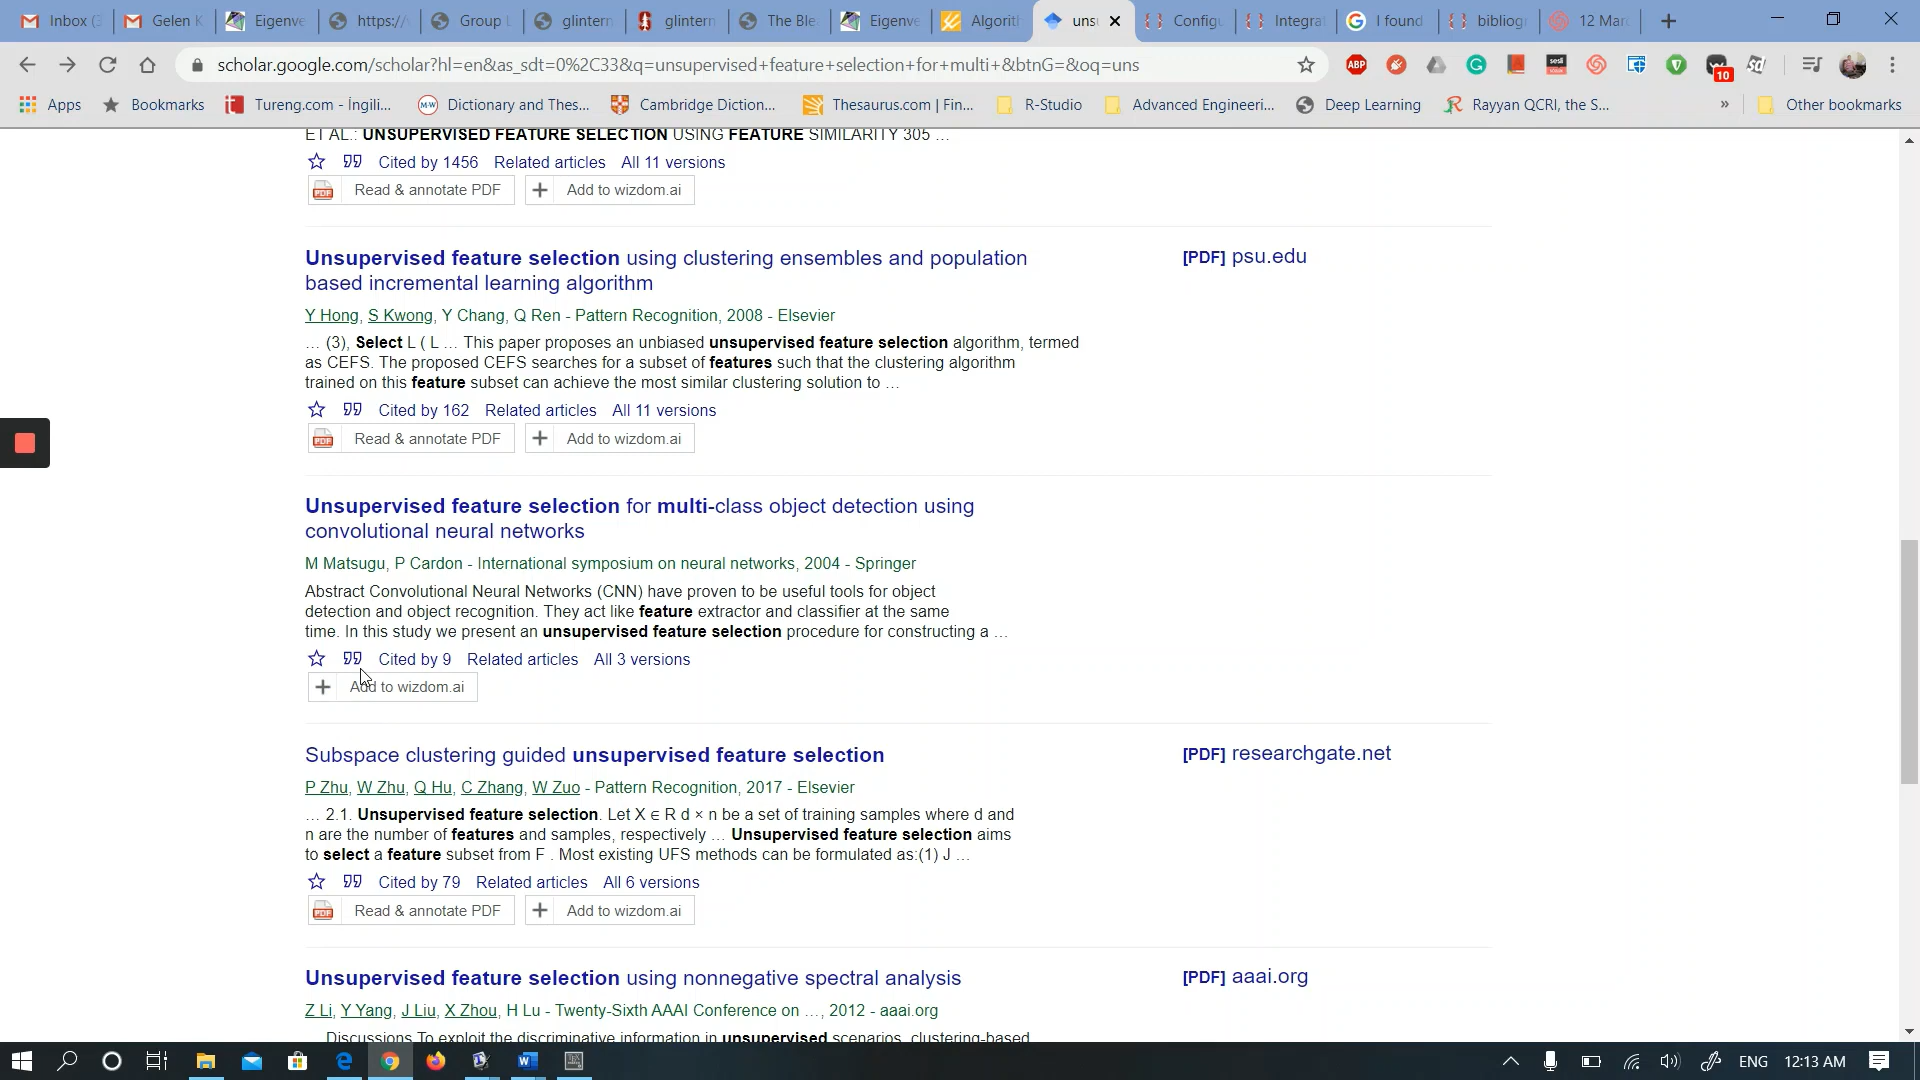 Inbox (3
Gelen K
Eigenve
https://
Group L
glintern
glintern
The Ble
Eigenve
Algorit
uns
Config
Integra
I found
bibliog
12 Mar
scholar.google.com/scholar?hl=en&as_sdt=0%2C33&q=unsupervised+feature+selection+for+multi+&btnG=&oq=uns
ABP
10
Apps
Bookmarks
Tureng.com - İngili...
Dictionary and Thes...
Cambridge Diction...
Thesaurus.com | Fin...
R-Studio
Advanced Engineeri...
Deep Learning
Rayyan QCRI, the S...
»
Other bookmarks
ET AL.: UNSUPERVISED FEATURE SELECTION USING FEATURE SIMILARITY 305 ...
Cited by 1456 Related articles All 11 versions
Read & annotate PDF
Add to wizdom.ai
Unsupervised feature selection using clustering ensembles and population
based incremental learning algorithm
[PDF] psu.edu
Y Hong, S Kwong, Y Chang, Q Ren - Pattern Recognition, 2008 - Elsevier
... (3), Select L ( L ... This paper proposes an unbiased unsupervised feature selection algorithm, termed
as CEFS. The proposed CEFS searches for a subset of features such that the clustering algorithm
trained on this feature subset can achieve the most similar clustering solution to ...
Cited by 162 Related articles All 11 versions
Read & annotate PDF
Add to wizdom.ai
Unsupervised feature selection for multi-class object detection using
convolutional neural networks
M Matsugu, P Cardon - International symposium on neural networks, 2004 - Springer
Abstract Convolutional Neural Networks (CNN) have proven to be useful tools for object
detection and object recognition. They act like feature extractor and classifier at the same
time. In this study we present an unsupervised feature selection procedure for constructing a ...
Cited by 9 Related articles All 3 versions
Add to wizdom.ai
Subspace clustering guided unsupervised feature selection
[PDF] researchgate.net
P Zhu, W Zhu, Q Hu, C Zhang, W Zuo - Pattern Recognition, 2017 - Elsevier
... 2.1. Unsupervised feature selection. Let X ∈ R d × n be a set of training samples where d and
n are the number of features and samples, respectively ... Unsupervised feature selection aims
to select a feature subset from F . Most existing UFS methods can be formulated as:(1) J ...
Cited by 79 Related articles All 6 versions
Read & annotate PDF
Add to wizdom.ai
Unsupervised feature selection using nonnegative spectral analysis
[PDF] aaai.org
Z Li, Y Yang, J Liu, X Zhou, H Lu - Twenty-Sixth AAAI Conference on ..., 2012 - aaai.org
Discussions To exploit the discriminative information in unsupervised scenarios, clustering-based
ENG
12:13 AM